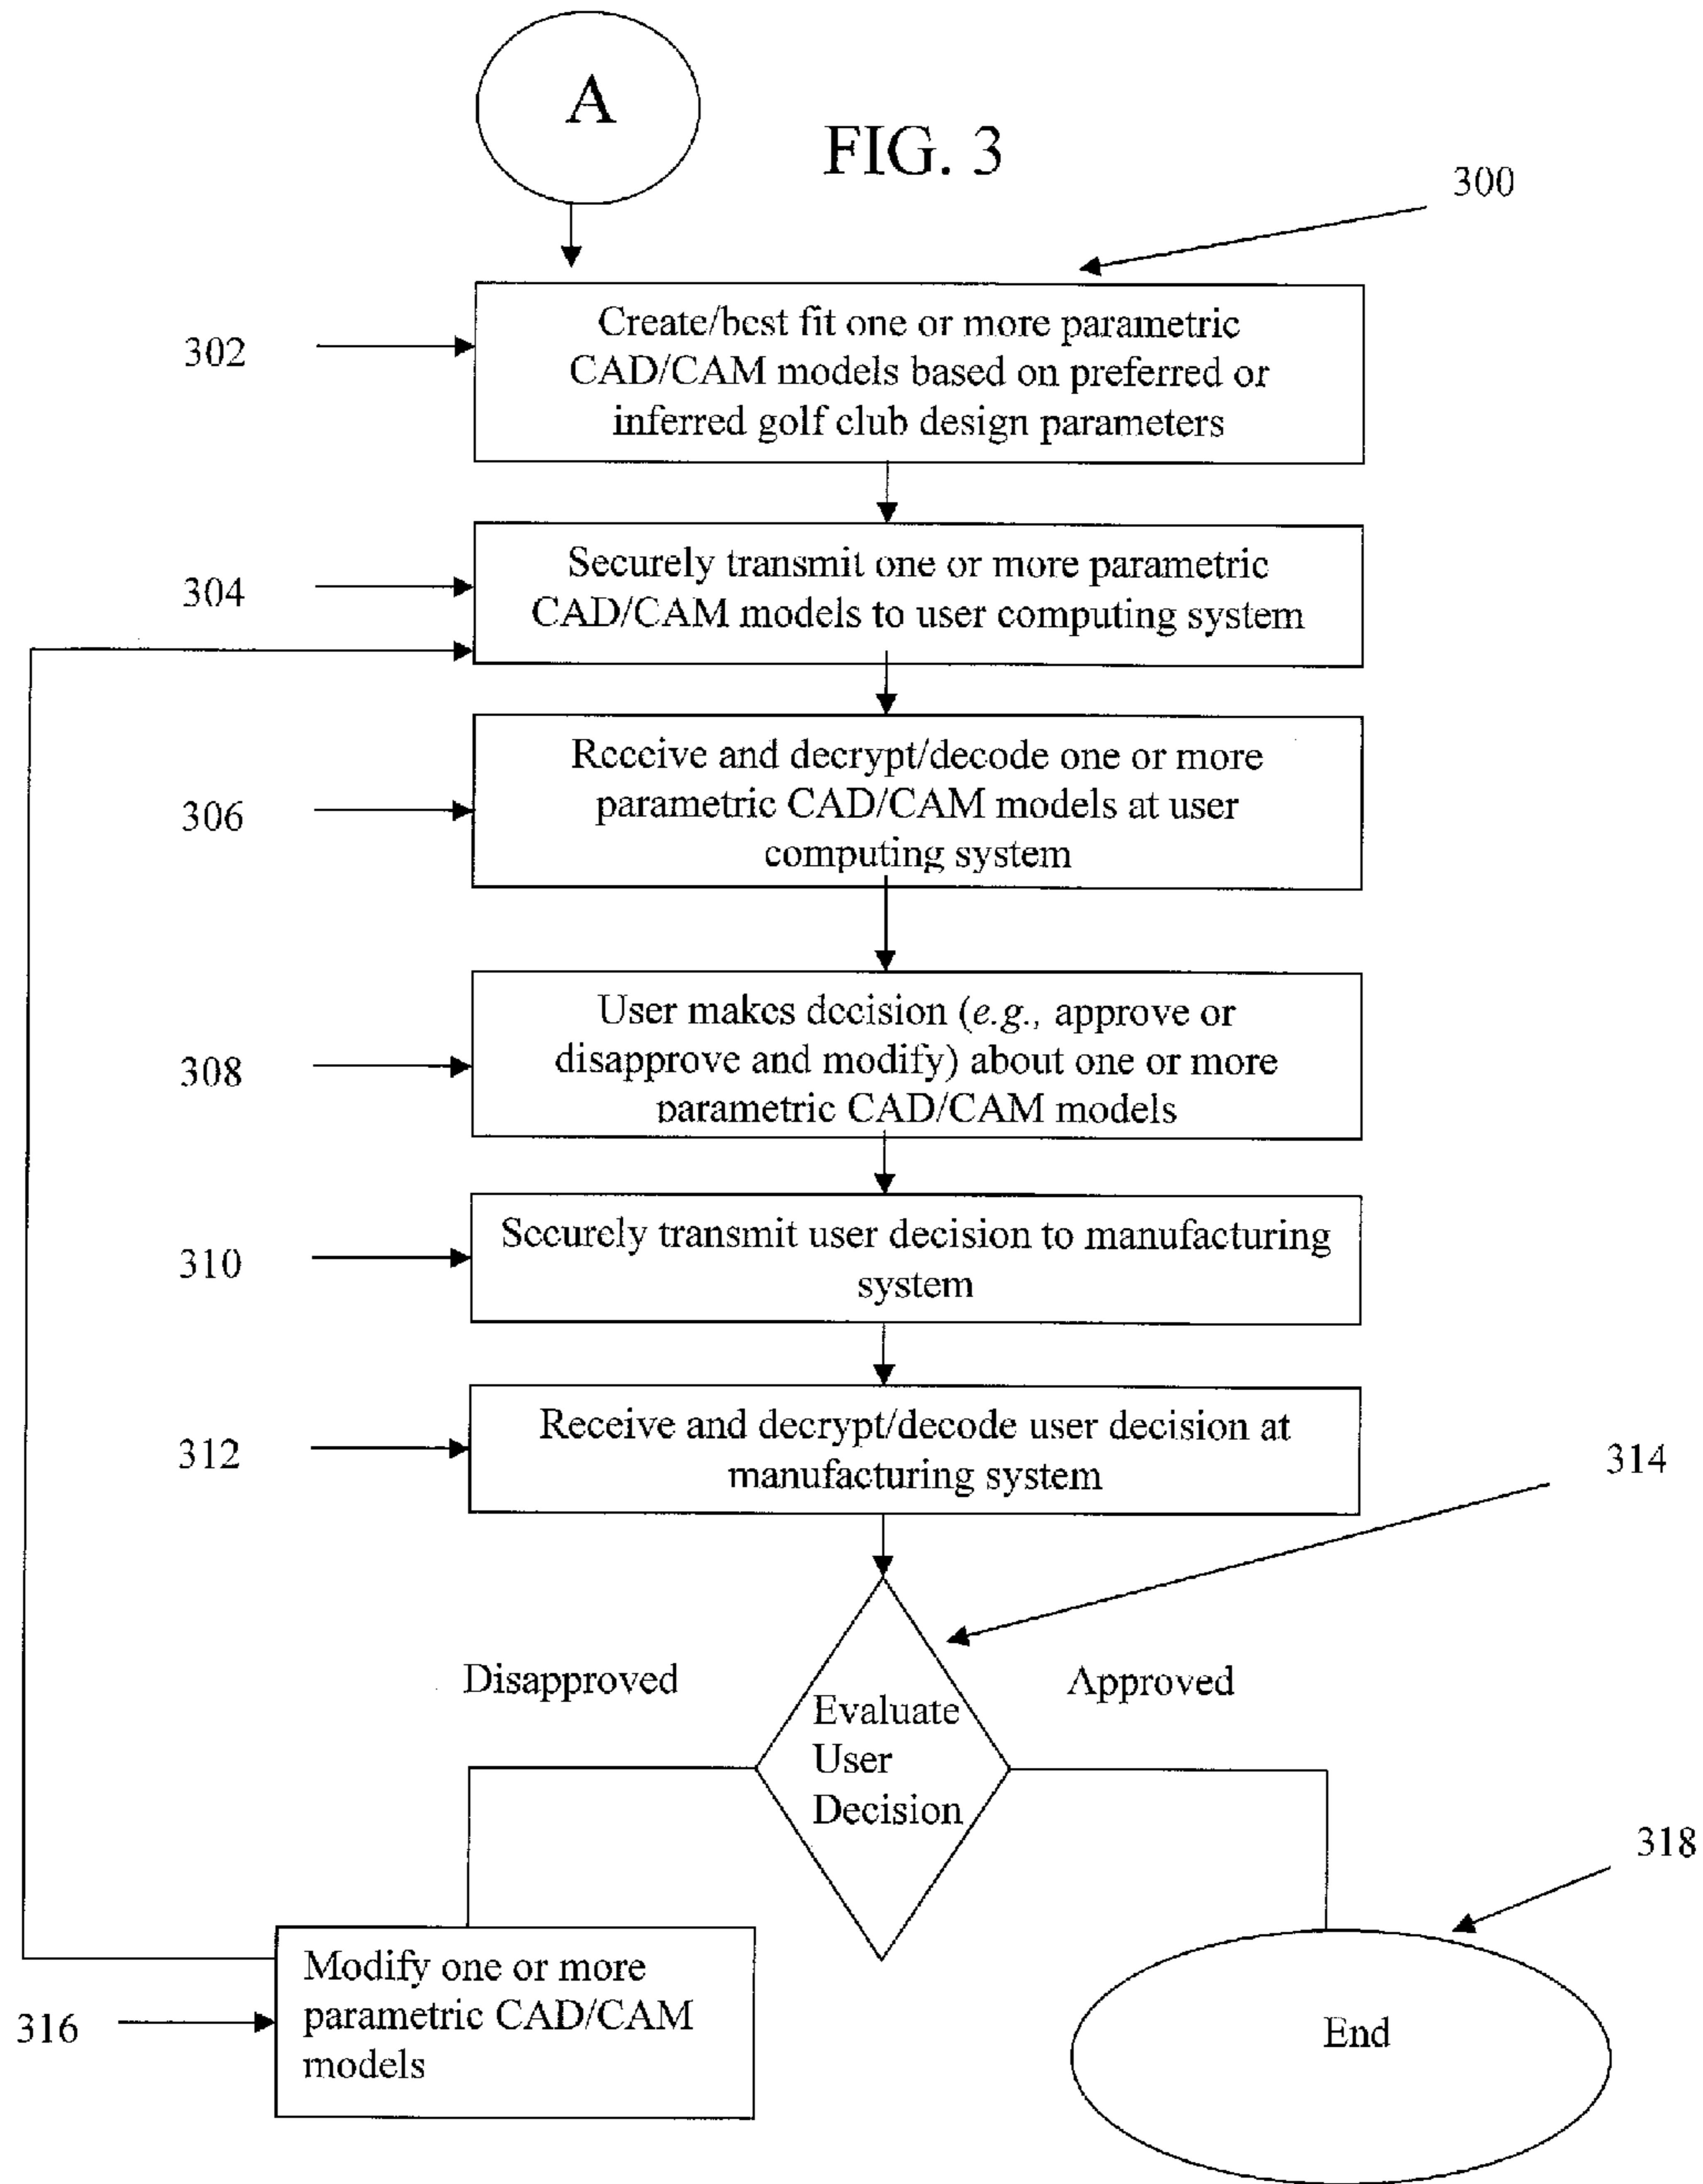 A
FIG. 3
300
302
Create/best fit one or more parametric
CAD/CAM models based on preferred or
inferred golf club design parameters
304
Securely transmit one or more parametric
CAD/CAM models to user computing system
306
Receive and decrypt/decode one or more
parametric CAD/CAM models at user
computing system
308
User makes decision (e.g., approve or
disapprove and modify) about one or more
parametric CAD/CAM models
310
Securely transmit user decision to manufacturing
system
312
Receive and decrypt/decode user decision at
manufacturing system
314
Disapproved
Approved
Evaluate
User
Decision
318
316
Modify one or more
parametric CAD/CAM
models
End